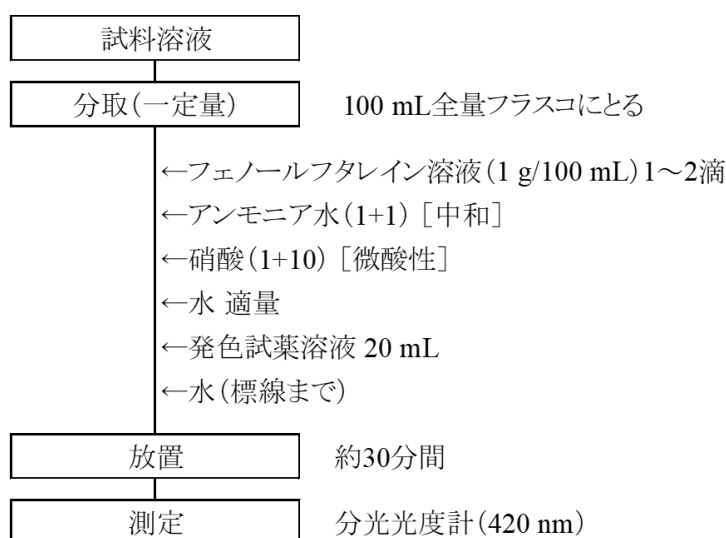 試料溶液
分取(一定量) 100 mL全量フラスコにとる
←フェノールフタレイン溶液(1 g/100 mL)1~2滴
←アンモニア水(1+1) [中和]
←硝酸(1+10) [微酸性]
←水 適量
←発色試薬溶液 20 mL
←水(標線まで)
放置 約30分間
測定 分光光度計(420 nm)